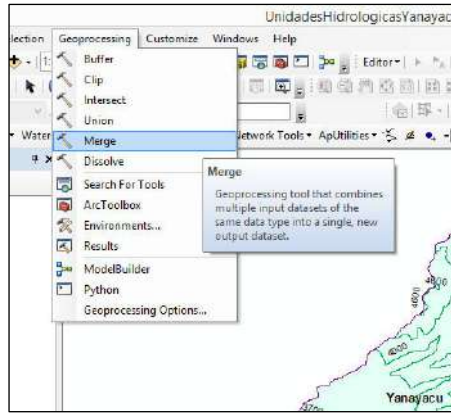 UnidadesHidrologicasYanayac
lection Geoprocessing Customize Windows Help
Buffer
Editor
Clip
Intersect
Union
Water
Merge
Network Tools ApUtilities
Dissolve
Merge
Geoprocessing tool that combines
multiple input datasets of the
same data type into a single, new
output dataset.
Search For Tools
ArcToolbox
Environments...
Results
ModelBuilder
Python
Geoprocessing Options...
4600
4600
Yanayacu